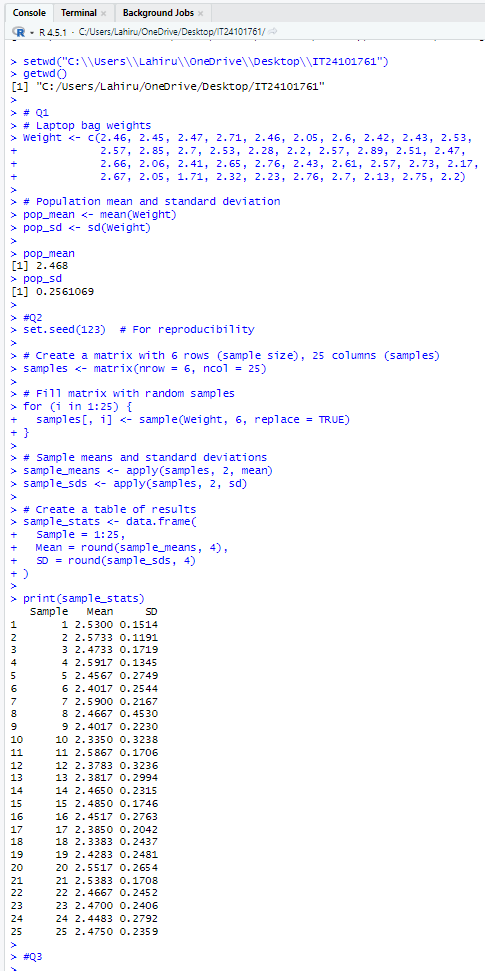 Console Terminal × Background Jobs ×
R 4.5.1 · C:/Users/Lahiru/OneDrive/Desktop/IT24101761/
> setwd("C:\\Users\\Lahiru\\OneDrive\\Desktop\\IT24101761")
> getwd()
[1] "C:/Users/Lahiru/OneDrive/Desktop/IT24101761"
>
> # Q1
> # Laptop bag weights
> Weight <- c(2.46, 2.45, 2.47, 2.71, 2.46, 2.05, 2.6, 2.42, 2.43, 2.53,
+             2.57, 2.85, 2.7, 2.53, 2.28, 2.2, 2.57, 2.89, 2.51, 2.47,
+             2.66, 2.06, 2.41, 2.65, 2.76, 2.43, 2.61, 2.57, 2.73, 2.17,
+             2.67, 2.05, 1.71, 2.32, 2.23, 2.76, 2.7, 2.13, 2.75, 2.2)
>
> # Population mean and standard deviation
> pop_mean <- mean(Weight)
> pop_sd <- sd(Weight)
>
> pop_mean
[1] 2.468
> pop_sd
[1] 0.2561069
>
> #Q2
> set.seed(123)  # For reproducibility
>
> # Create a matrix with 6 rows (sample size), 25 columns (samples)
> samples <- matrix(nrow = 6, ncol = 25)
>
> # Fill matrix with random samples
> for (i in 1:25) {
+   samples[, i] <- sample(Weight, 6, replace = TRUE)
+ }
>
> # Sample means and standard deviations
> sample_means <- apply(samples, 2, mean)
> sample_sds <- apply(samples, 2, sd)
>
> # Create a table of results
> sample_stats <- data.frame(
+   Sample = 1:25,
+   Mean = round(sample_means, 4),
+   SD = round(sample_sds, 4)
+ )
>
> print(sample_stats)
   Sample   Mean     SD
1       1 2.5300 0.1514
2       2 2.5733 0.1191
3       3 2.4733 0.1719
4       4 2.5917 0.1345
5       5 2.4567 0.2749
6       6 2.4017 0.2544
7       7 2.5900 0.2167
8       8 2.4667 0.4530
9       9 2.4017 0.2230
10     10 2.3350 0.3238
11     11 2.5867 0.1706
12     12 2.3783 0.3236
13     13 2.3817 0.2994
14     14 2.4650 0.2315
15     15 2.4850 0.1746
16     16 2.4517 0.2763
17     17 2.3850 0.2042
18     18 2.3383 0.2437
19     19 2.4283 0.2481
20     20 2.5517 0.2654
21     21 2.5383 0.1708
22     22 2.4667 0.2452
23     23 2.4700 0.2406
24     24 2.4483 0.2792
25     25 2.4750 0.2359
>
> #Q3
>